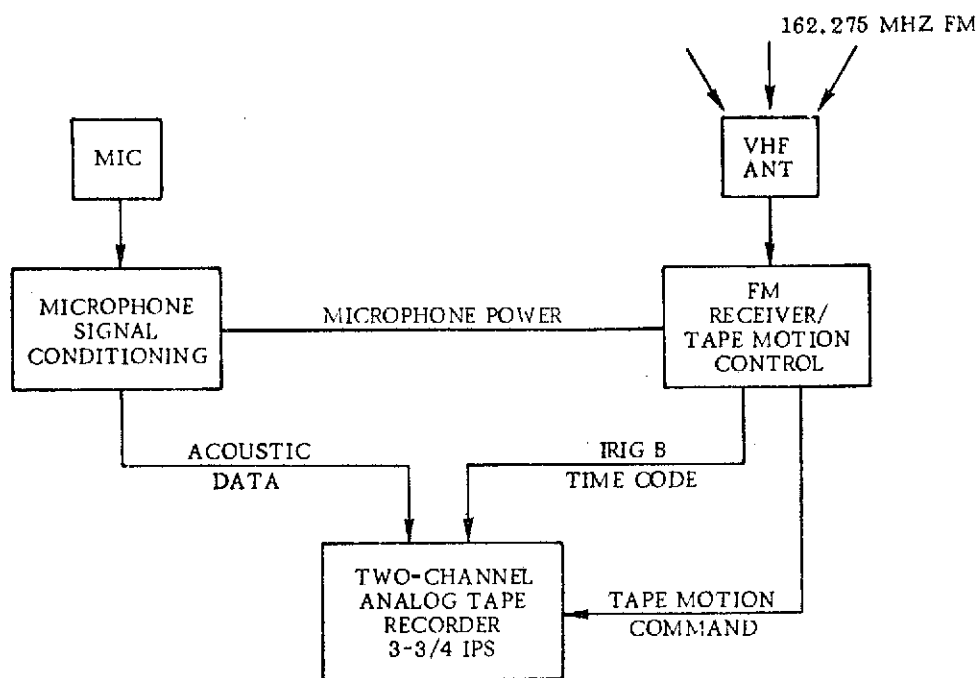 162.275 MHZ FM
MIC
VHF
ANT
MICROPHONE
SIGNAL
CONDITIONING
MICROPHONE POWER
FM
RECEIVER/
TAPE MOTION
CONTROL
ACOUSTIC
DATA
IRIG B
TIME CODE
TWO-CHANNEL
ANALOG TAPE
RECORDER
3-3/4 IPS
TAPE MOTION
COMMAND